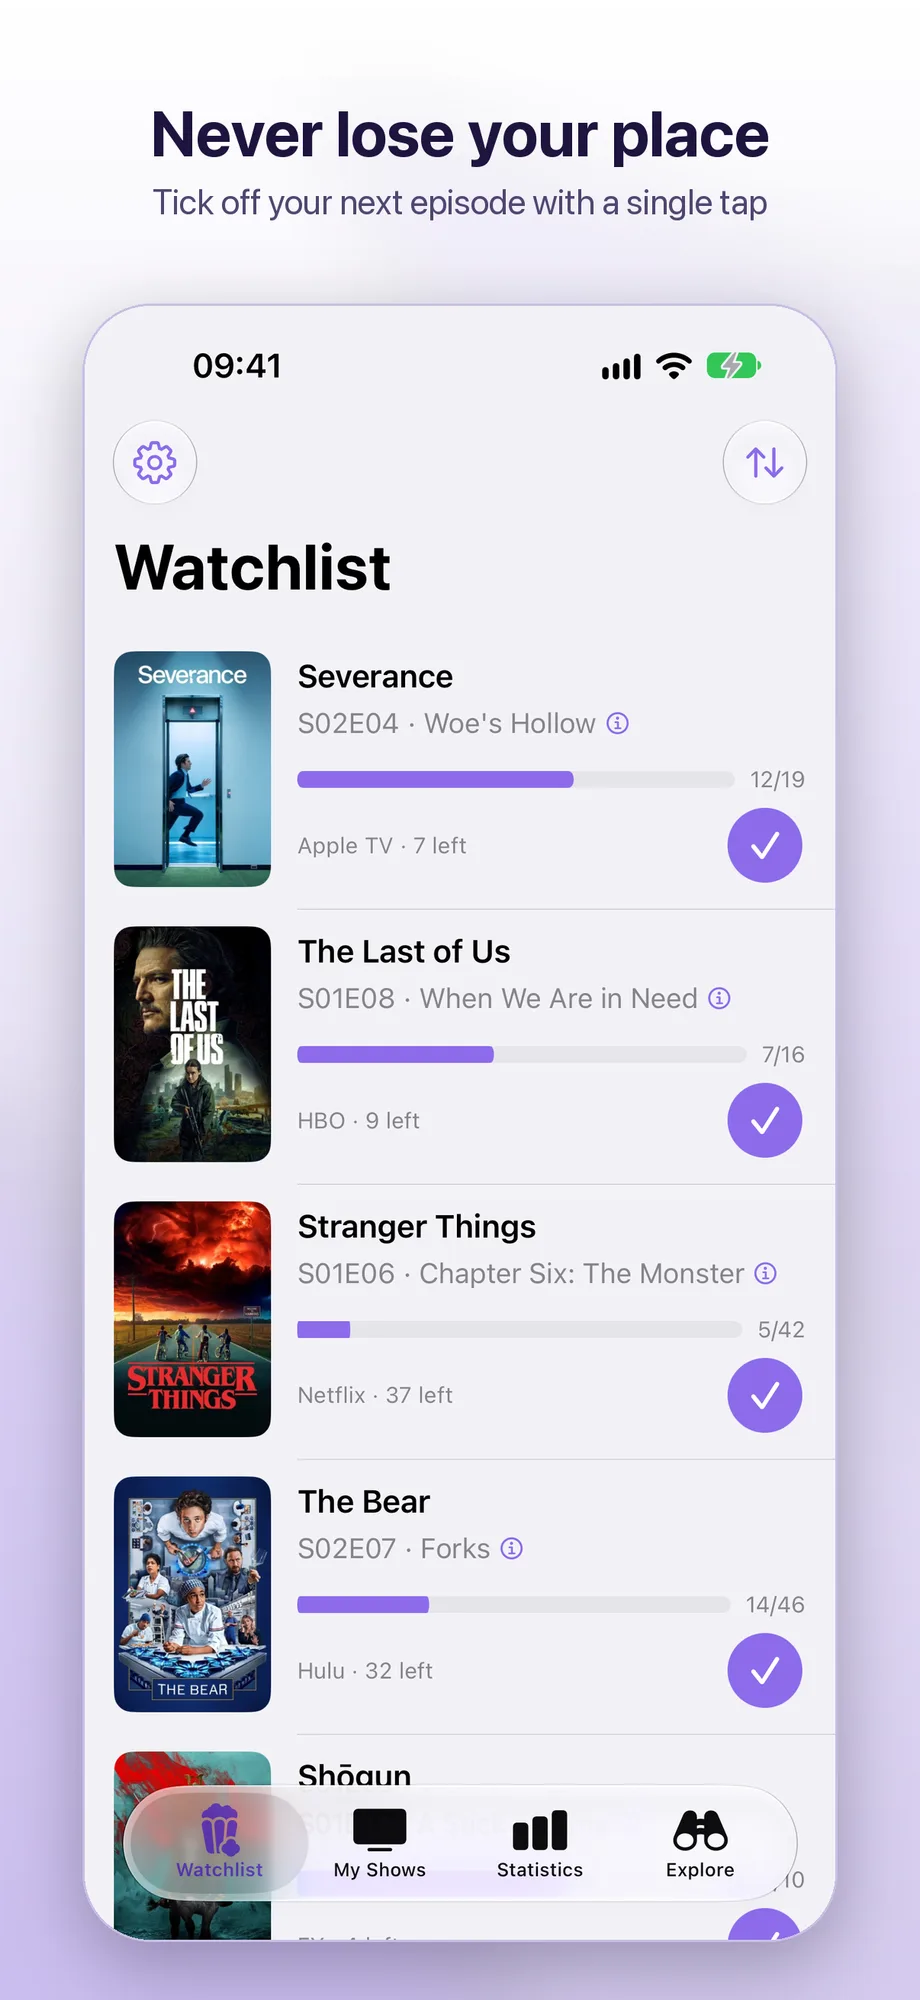 Never lose your place
Tick off your next episode with a single tap
09:41
Watchlist
Severance
Severance
S02E04 · Woe's Hollow
12/19
Apple TV · 7 left
THE
LAST
OF US
The Last of Us
S01E08 · When We Are in Need
7/16
HBO · 9 left
STRANGER
THINGS
Stranger Things
S01E06 · Chapter Six: The Monster
5/42
Netflix · 37 left
THE BEAR
The Bear
S02E07 · Forks
14/46
Hulu · 32 left
Shōgun
/10
Watchlist
My Shows
Statistics
Explore